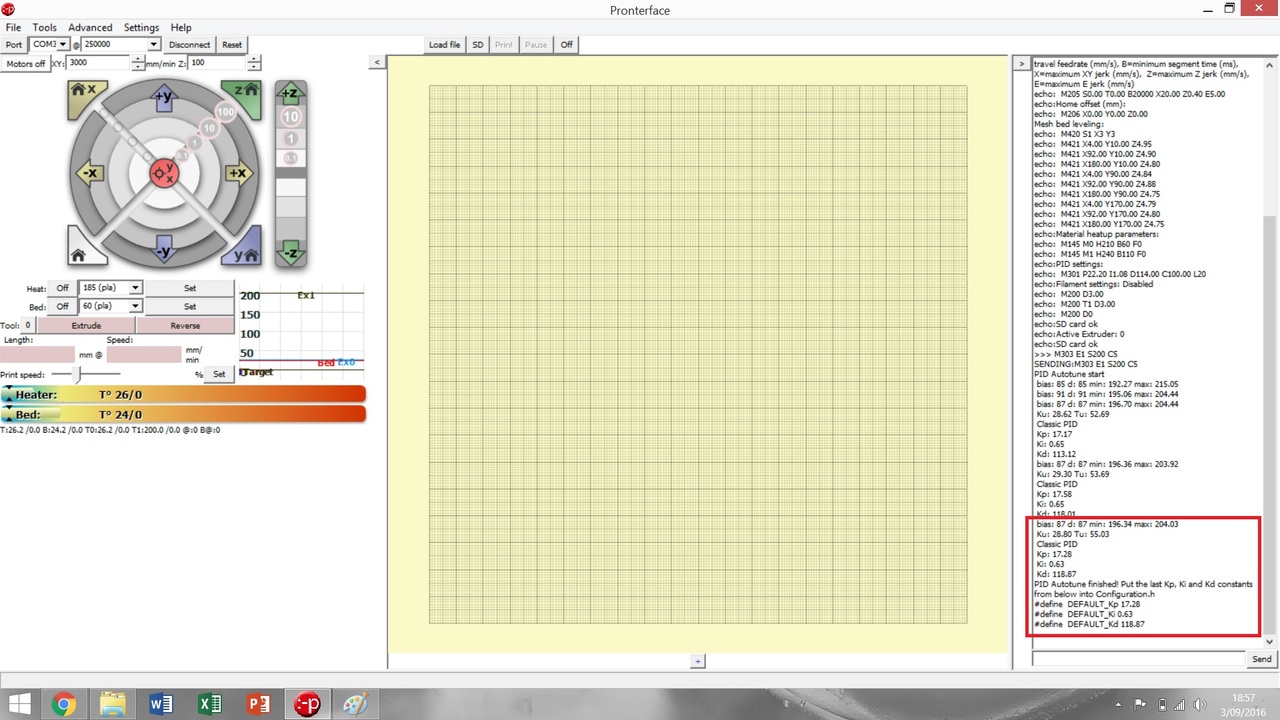 Pronterface
File Tools Advanced Settings Help
Port COM3 @ 250000 Disconnect Reset Load file SD Print Pause Off
Motors off XY: 3000 mm/min Z: 100
<
>
x z
+y
100
10
1
0.1
-x y x +x
-y
y
+z
10
1
0.1
-z
Heat: Off 185 (pla) Set
Bed: Off 60 (pla) Set
Tool: 0 Extrude Reverse
Length: Speed:
mm @ mm/
min
Print speed: % Set
200 Ex1
150
100
50
Bed Ex0
Target
Heater: T° 26/0
Bed: T° 24/0
T:26.2 /0.0 B:24.2 /0.0 T0:26.2 /0.0 T1:200.0 /0.0 @:0 B@:0
+
travel feedrate (mm/s), B=minimum segment time (ms),
X=maximum XY jerk (mm/s), Z=maximum Z jerk (mm/s),
E=maximum E jerk (mm/s)
echo: M205 S0.00 T0.00 B20000 X20.00 Z0.40 E5.00
echo:Home offset (mm):
echo: M206 X0.00 Y0.00 Z0.00
Mesh bed leveling:
echo: M420 S1 X3 Y3
echo: M421 X4.00 Y10.00 Z4.95
echo: M421 X92.00 Y10.00 Z4.90
echo: M421 X180.00 Y10.00 Z4.80
echo: M421 X4.00 Y90.00 Z4.84
echo: M421 X92.00 Y90.00 Z4.88
echo: M421 X180.00 Y90.00 Z4.75
echo: M421 X4.00 Y170.00 Z4.79
echo: M421 X92.00 Y170.00 Z4.80
echo: M421 X180.00 Y170.00 Z4.75
echo:Material heatup parameters:
echo: M145 M0 H210 B60 F0
echo: M145 M1 H240 B110 F0
echo:PID settings:
echo: M301 P22.20 I1.08 D114.00 C100.00 L20
echo:Filament settings: Disabled
echo: M200 D3.00
echo: M200 T1 D3.00
echo: M200 D0
echo:SD card ok
echo:Active Extruder: 0
echo:SD card ok
>>> M303 E1 S200 C5
SENDING:M303 E1 S200 C5
PID Autotune start
bias: 85 d: 85 min: 192.27 max: 215.05
bias: 91 d: 91 min: 195.06 max: 204.44
bias: 87 d: 87 min: 196.70 max: 204.44
Ku: 28.62 Tu: 52.69
Classic PID
Kp: 17.17
Ki: 0.65
Kd: 113.12
bias: 87 d: 87 min: 196.36 max: 203.92
Ku: 29.30 Tu: 53.69
Classic PID
Kp: 17.58
Ki: 0.65
Kd: 118.01
bias: 87 d: 87 min: 196.34 max: 204.03
Ku: 28.80 Tu: 55.03
Classic PID
Kp: 17.28
Ki: 0.63
Kd: 118.87
PID Autotune finished! Put the last Kp, Ki and Kd constants
from below into Configuration.h
#define DEFAULT_Kp 17.28
#define DEFAULT_Ki 0.63
#define DEFAULT_Kd 118.87
Send
18:57
3/09/2016